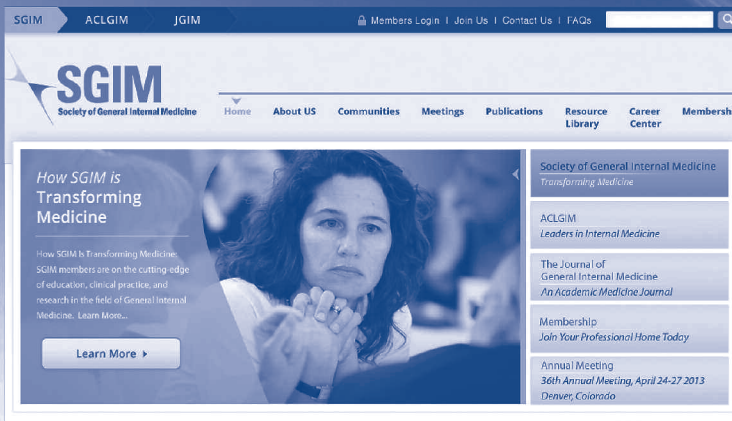 SGIM
ACLGIM
JGIM
Members Login | Join Us | Contact Us | FAQs
SGIM
Society of General Internal Medicine
Home
About US
Communities
Meetings
Publications
Resource
Library
Career
Center
Membersh
How SGIM is
Transforming
Medicine
How SGIM Is Transforming Medicine:
SGIM members are on the cutting-edge
of education, clinical practice, and
research in the field of General Internal
Medicine. Learn More...
Learn More
Society of General Internal Medicine
Transforming Medicine
ACLGIM
Leaders in Internal Medicine
The Journal of
General Internal Medicine
An Academic Medicine Journal
Membership
Join Your Professional Home Today
Annual Meeting
36th Annual Meeting, April 24-27 2013
Denver, Colorado